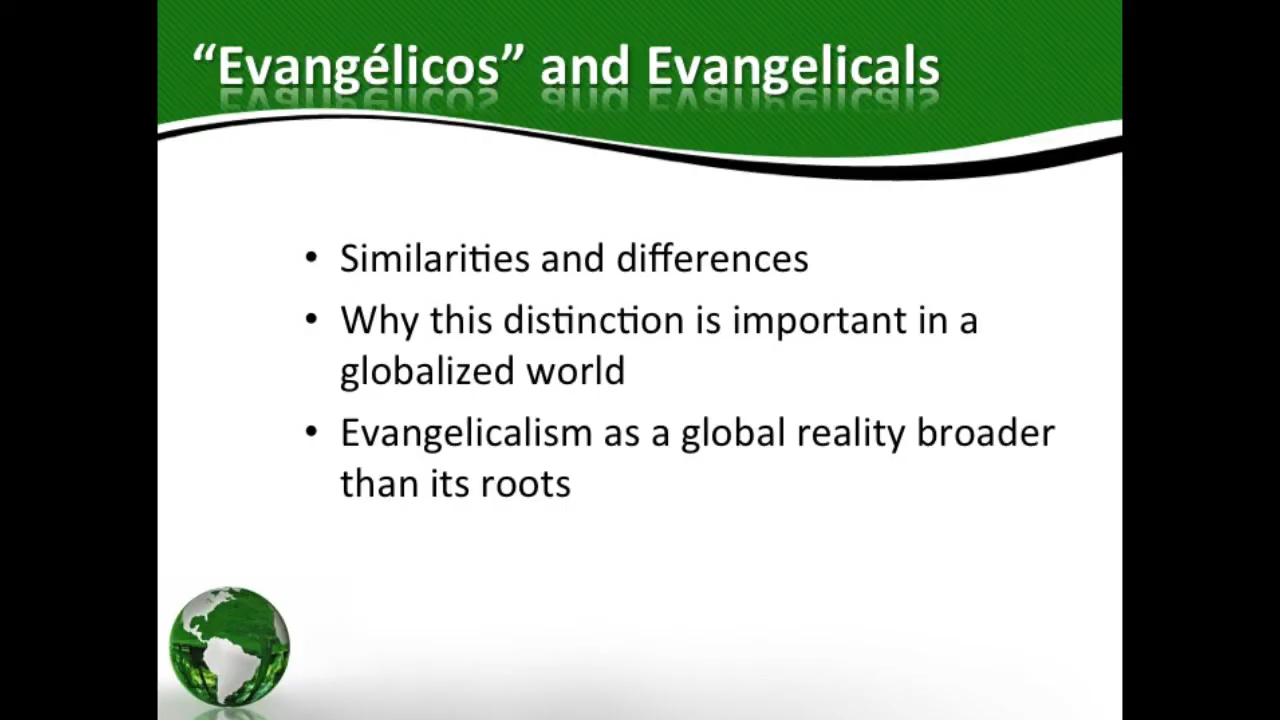 “Evangélicos” and Evangelicals
• Similarities and differences
• Why this distinction is important in a
globalized world
• Evangelicalism as a global reality broader
than its roots